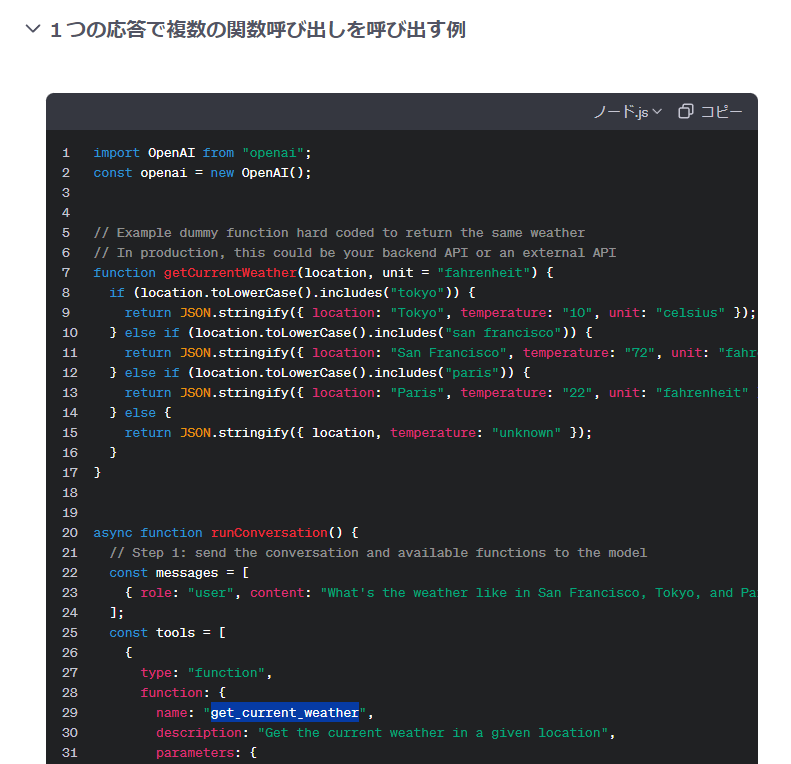 1つの応答で複数の関数呼び出しを呼び出す例
ノード.js コピー
1 import OpenAI from "openai";
2 const openai = new OpenAI();
3
4
5 // Example dummy function hard coded to return the same weather
6 // In production, this could be your backend API or an external API
7 function getCurrentWeather(location, unit = "fahrenheit") {
8 if (location.toLowerCase().includes("tokyo")) {
9 return JSON.stringify({ location: "Tokyo", temperature: "10", unit: "celsius" });
10 } else if (location.toLowerCase().includes("san francisco")) {
11 return JSON.stringify({ location: "San Francisco", temperature: "72", unit: "fahr
12 } else if (location.toLowerCase().includes("paris")) {
13 return JSON.stringify({ location: "Paris", temperature: "22", unit: "fahrenheit"
14 } else {
15 return JSON.stringify({ location, temperature: "unknown" });
16 }
17 }
18
19
20 async function runConversation() {
21 // Step 1: send the conversation and available functions to the model
22 const messages = [
23 { role: "user", content: "What's the weather like in San Francisco, Tokyo, and Pa
24 ];
25 const tools = [
26 {
27 type: "function",
28 function: {
29 name: "get_current_weather",
30 description: "Get the current weather in a given location",
31 parameters: {